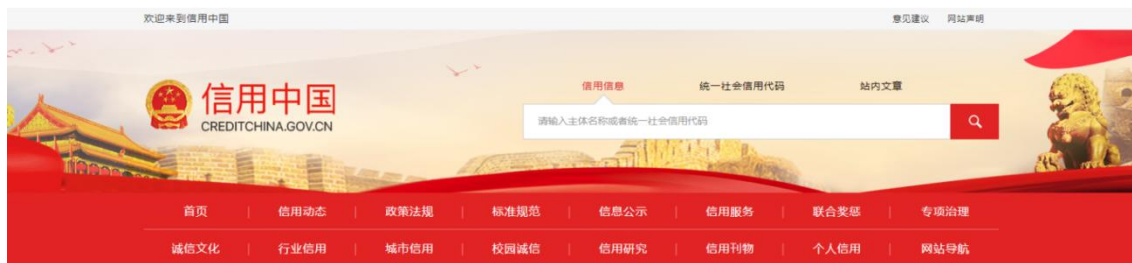 欢迎来到信用中国
意见建议 网站声明
信用中国
CREDITCHINA.GOV.CN
信用信息 统一社会信用代码 站内文章
请输入主体名称或者统一社会信用代码
首页 | 信用动态 | 政策法规 | 标准规范 | 信息公示 | 信用服务 | 联合奖惩 | 专项治理
诚信文化 | 行业信用 | 城市信用 | 校园诚信 | 信用研究 | 信用刊物 | 个人信用 | 网站导航